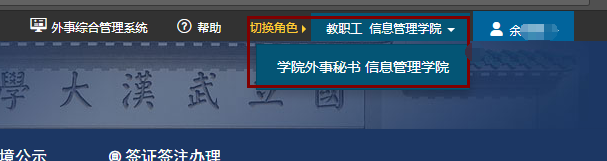 外事综合管理系统 帮助 切换角色 教职工 信息管理学院 余
学院外事秘书 信息管理学院
學大漢武立國
境公示 签证签注办理